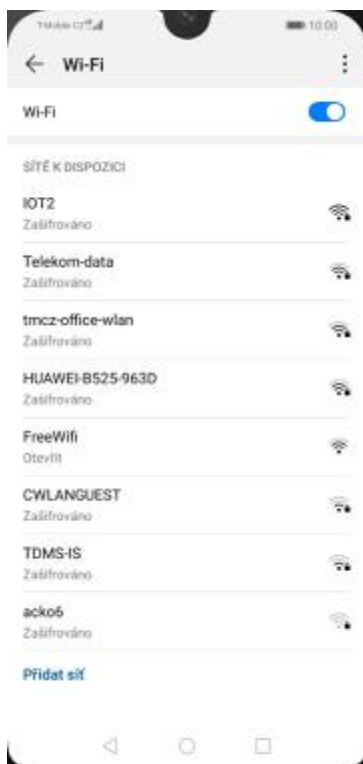 T-Mobile CZ
10:00
Wi-Fi
Wi-Fi
SÍTĚ K DISPOZICI
IOT2
Zašifrováno
Telekom-data
Zašifrováno
tmcz-office-wlan
Zašifrováno
HUAWEI-B525-963D
Zašifrováno
FreeWifi
Otevřít
CWLANGUEST
Zašifrováno
TDMS-IS
Zašifrováno
acko6
Zašifrováno
Přidat síť